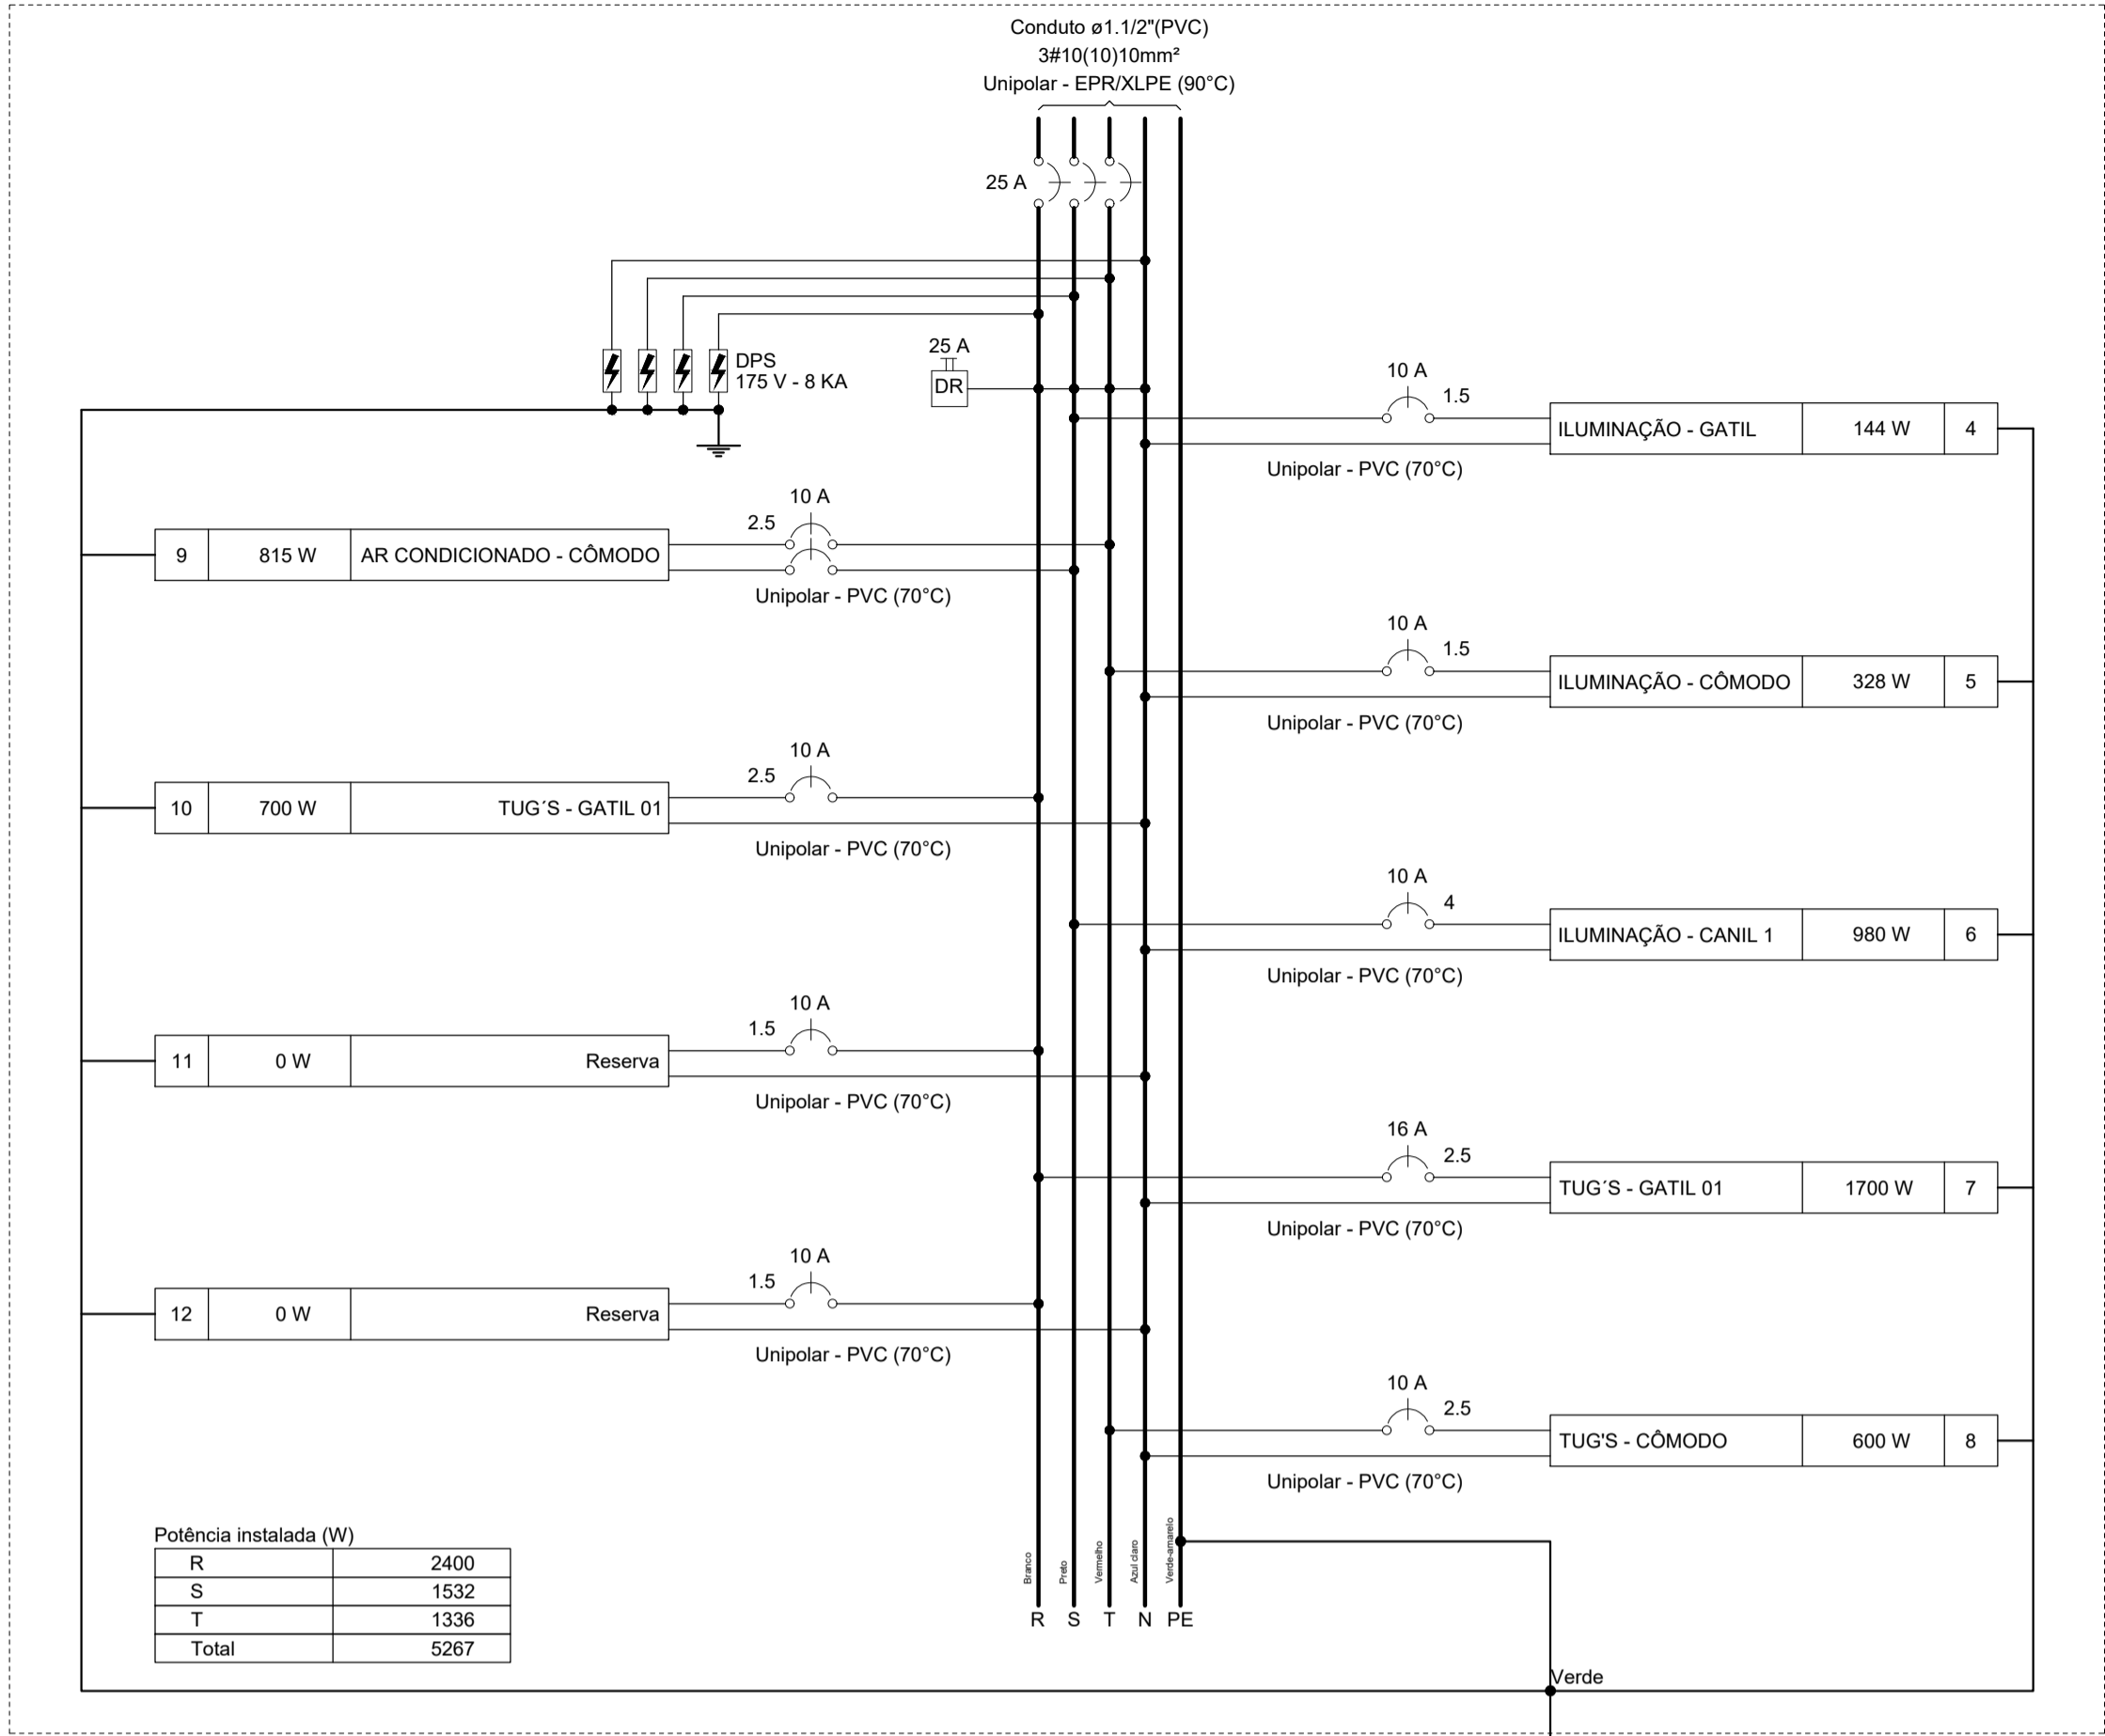 Conduto ø1.1/2"(PVC)
3#10(10)10mm²
Unipolar - EPR/XLPE (90°C)
25 A
DPS
175 V - 8 KA
25 A
DR
10 A
1.5
ILUMINAÇÃO - GATIL 144 W 4
Unipolar - PVC (70°C)
10 A
2.5
9 815 W AR CONDICIONADO - CÔMODO
Unipolar - PVC (70°C)
10 A
1.5
ILUMINAÇÃO - CÔMODO 328 W 5
Unipolar - PVC (70°C)
10 A
2.5
10 700 W TUG´S - GATIL 01
Unipolar - PVC (70°C)
10 A
4
ILUMINAÇÃO - CANIL 1 980 W 6
Unipolar - PVC (70°C)
10 A
1.5
11 0 W Reserva
Unipolar - PVC (70°C)
16 A
2.5
TUG´S - GATIL 01 1700 W 7
Unipolar - PVC (70°C)
10 A
1.5
12 0 W Reserva
Unipolar - PVC (70°C)
10 A
2.5
TUG'S - CÔMODO 600 W 8
Unipolar - PVC (70°C)
Potência instalada (W)
R 2400
S 1532
T 1336
Total 5267
Branco
Preto
Vermelho
Azul claro
Verde-amarelo
R S T N PE
Verde